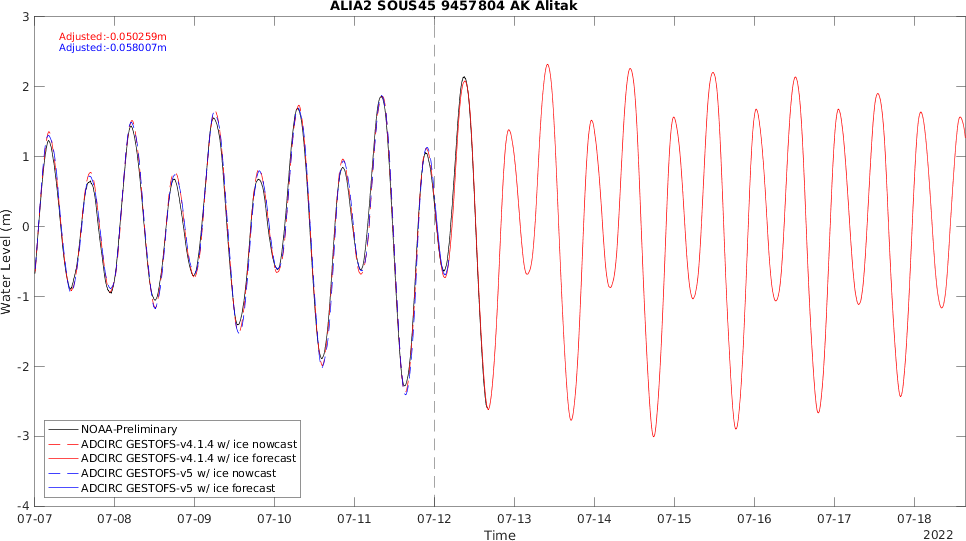 ALIA2 SOUS45 9457804 AK Alitak
Adjusted:-0.050259m
Adjusted:-0.058007m
3
2
1
0
-1
-2
-3
-4
Water Level (m)
NOAA-Preliminary
ADCIRC GESTOFS-v4.1.4 w/ ice nowcast
ADCIRC GESTOFS-v4.1.4 w/ ice forecast
ADCIRC GESTOFS-v5 w/ ice nowcast
ADCIRC GESTOFS-v5 w/ ice forecast
07-07 07-08 07-09 07-10 07-11 07-12 07-13 07-14 07-15 07-16 07-17 07-18
Time
2022